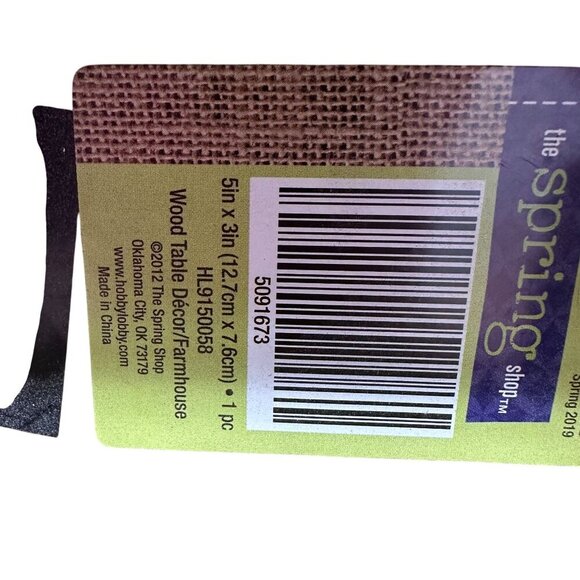 the
spring
shop™
Spring 2019
5091673
5in x 3in (12.7cm x 7.6cm) • 1 pc
HL9150058
Wood Table Décor/Farmhouse
©2012 The Spring Shop
Oklahoma City, OK 73179
www.hobbylobby.com
Made in China